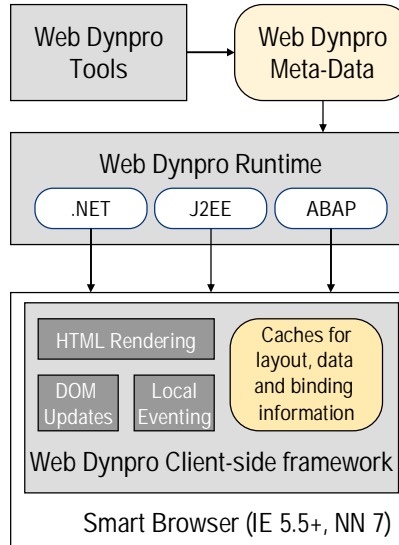 Web Dynpro
Tools
Web Dynpro
Meta-Data
Web Dynpro Runtime
.NET
J2EE
ABAP
HTML Rendering
DOM
Updates
Local
Eventing
Caches for
layout, data
and binding
information
Web Dynpro Client-side framework
Smart Browser (IE 5.5+, NN 7)